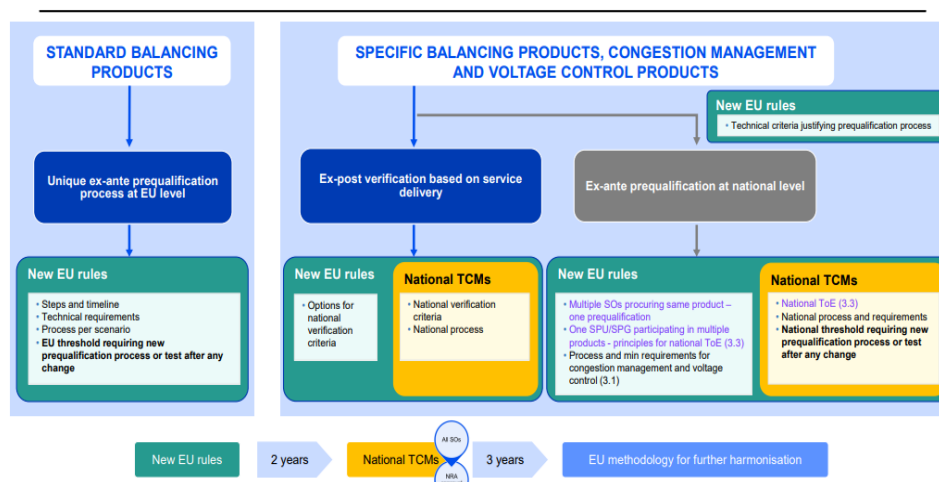 STANDARD BALANCING
PRODUCTS
SPECIFIC BALANCING PRODUCTS, CONGESTION MANAGEMENT
AND VOLTAGE CONTROL PRODUCTS
New EU rules
• Technical criteria justifying prequalification process
Unique ex-ante prequalification
process at EU level
Ex-post verification based on service
delivery
Ex-ante prequalification at national level
New EU rules
• Steps and timeline
• Technical requirements
• Process per scenario
• EU threshold requiring new
prequalification process or test after any
change
New EU rules
• Options for
national
verification
criteria
National TCMs
• National verification
criteria
• National process
New EU rules
• Multiple SOs procuring same product –
one prequalification
• One SPU/SPG participating in multiple
products - principles for national ToE (3.3)
• Process and min requirements for
congestion management and voltage
control (3.1)
National TCMs
• National ToE (3.3)
• National process and requirements
• National threshold requiring new
prequalification process or test
after any change
New EU rules
2 years
National TCMs
All SOs
NRA
3 years
EU methodology for further harmonisation